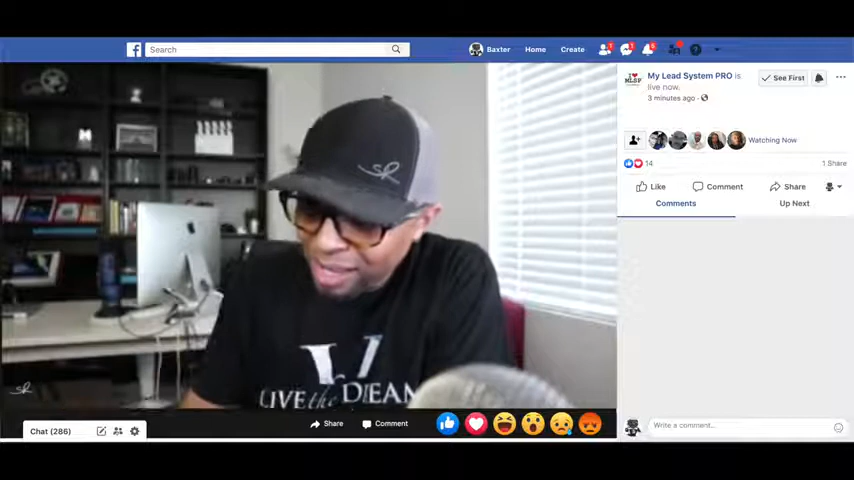 Search
Baxter
Home
Create
My Lead System PRO is
live now.
3 minutes ago
See First
Watching Now
14
1 Share
Like
Comment
Share
Comments
Up Next
LIVE the DREAM
Chat (286)
Share
Comment
Write a comment...